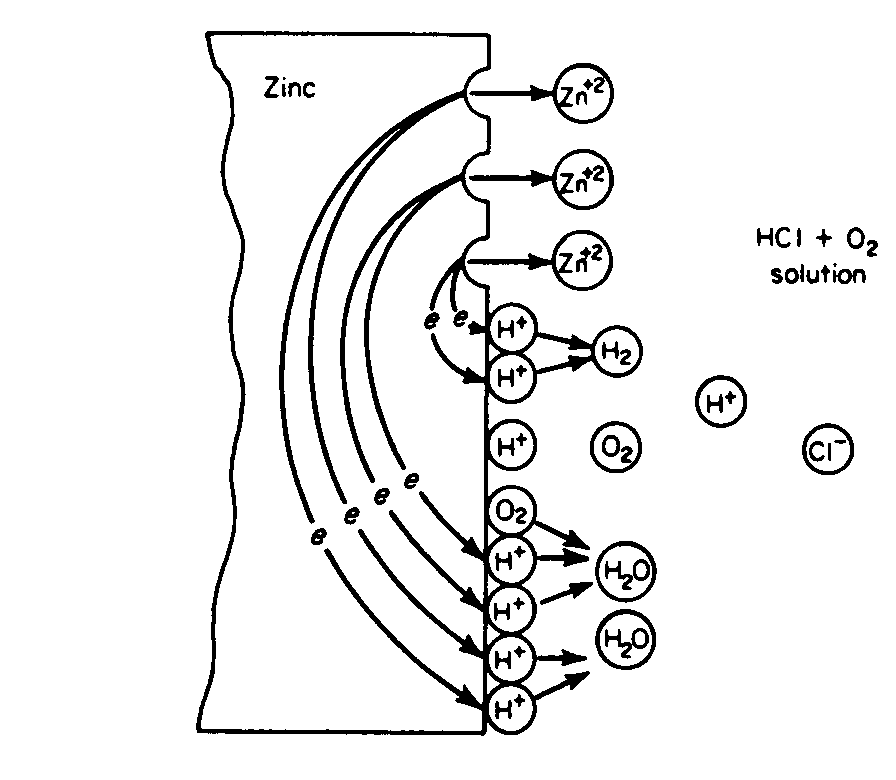 Zinc
Zn+2
Zn+2
HCl + O2
solution
Zn+2
e e H+
H2
H+
H+
Cl-
H+
O2
e
e
e
e
O2
H+
H2O
H+
H2O
H+
H+